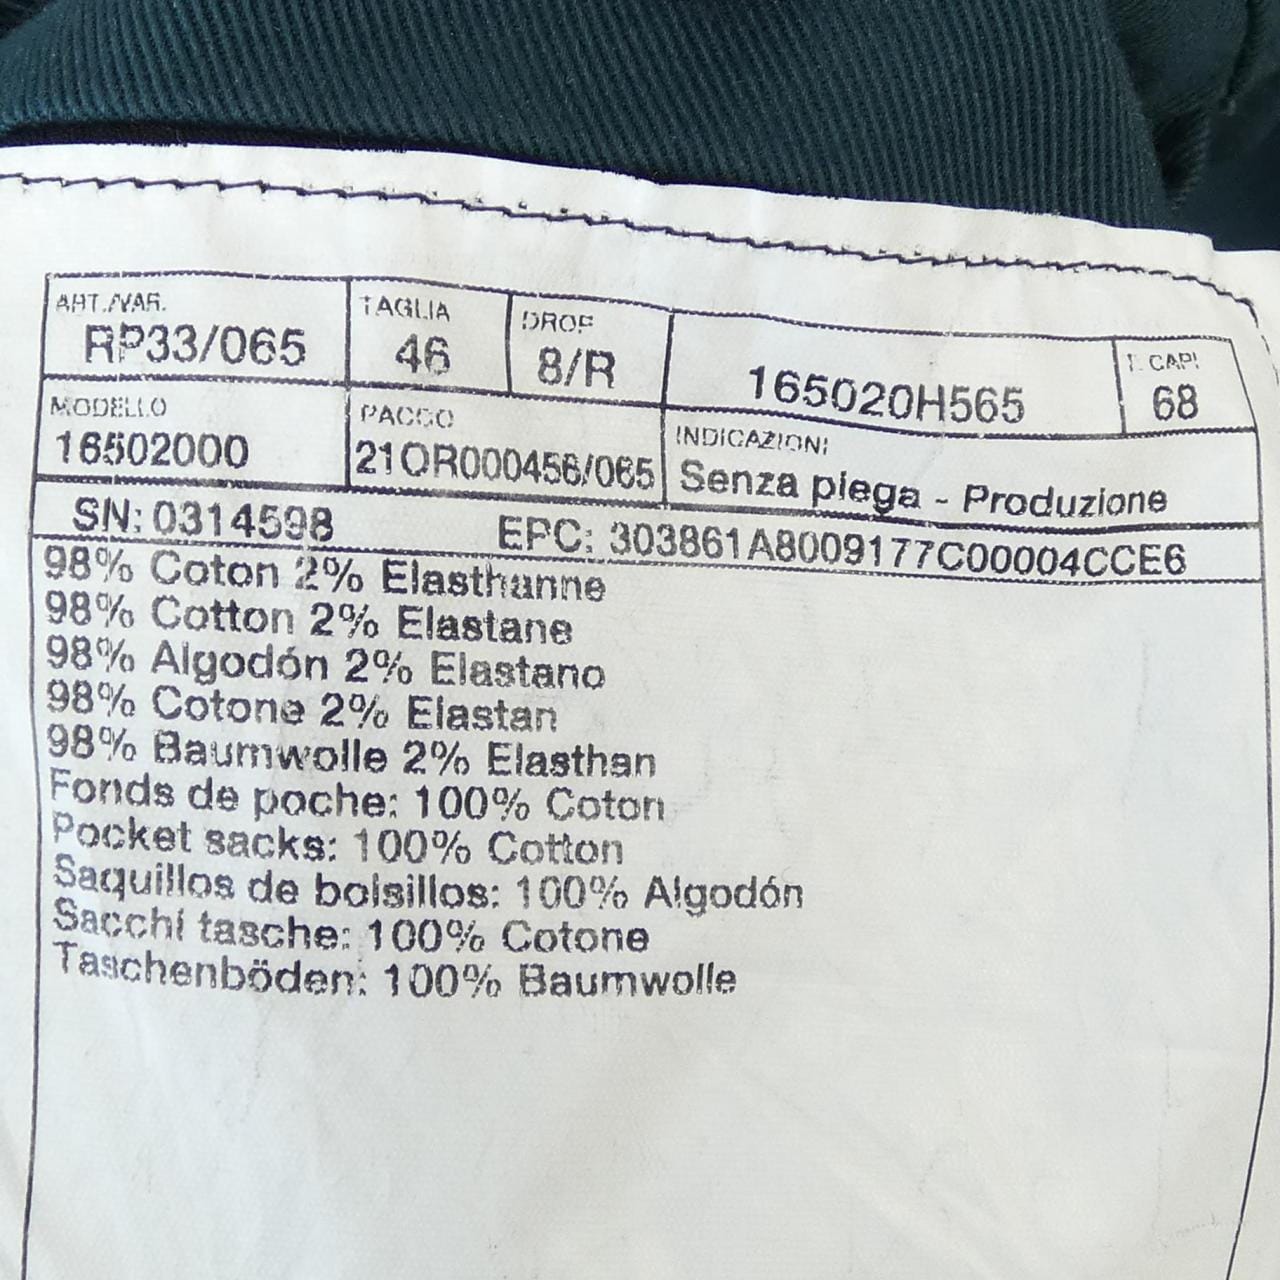 ART./VAR. TAGLIA DROP T. CAPI
RP33/065 46 8/R 165020H565 68
MODELLO PACCO INDICAZIONI
16502000 21OR000456/065 Senza piega - Produzione
SN: 0314598 EPC: 303861A8009177C00004CCE6
98% Coton 2% Elasthanne
98% Cotton 2% Elastane
98% Algodón 2% Elastano
98% Cotone 2% Elastan
98% Baumwolle 2% Elasthan
Fonds de poche: 100% Coton
Pocket sacks: 100% Cotton
Saquillos de bolsillos: 100% Algodón
Sacchi tasche: 100% Cotone
Taschenböden: 100% Baumwolle